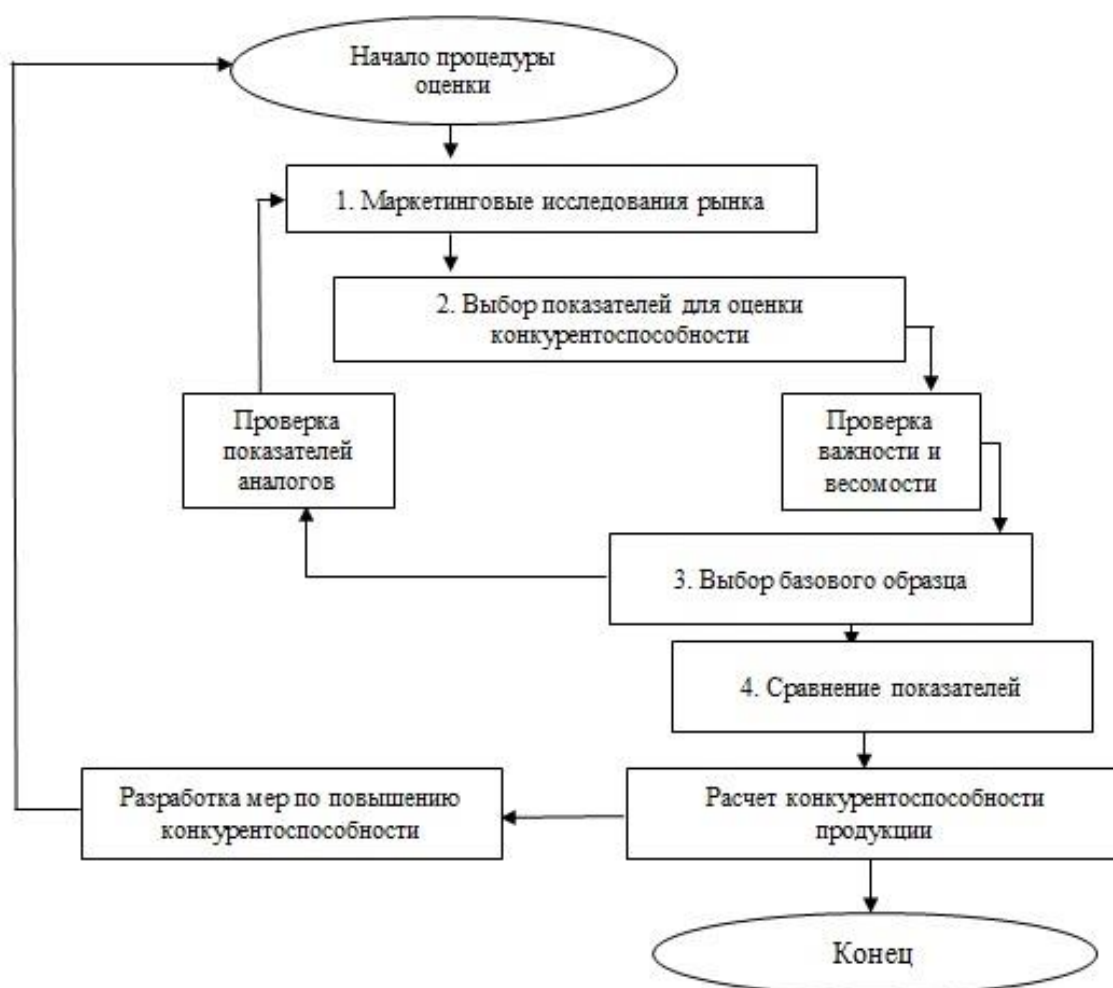 Начало процедуры
оценки
1. Маркетинговые исследования рынка
2. Выбор показателей для оценки
конкурентоспособности
Проверка
показателей
аналогов
Проверка
важности и
весомости
3. Выбор базового образца
4. Сравнение показателей
Разработка мер по повышению
конкурентоспособности
Расчет конкурентоспособности
продукции
Конец